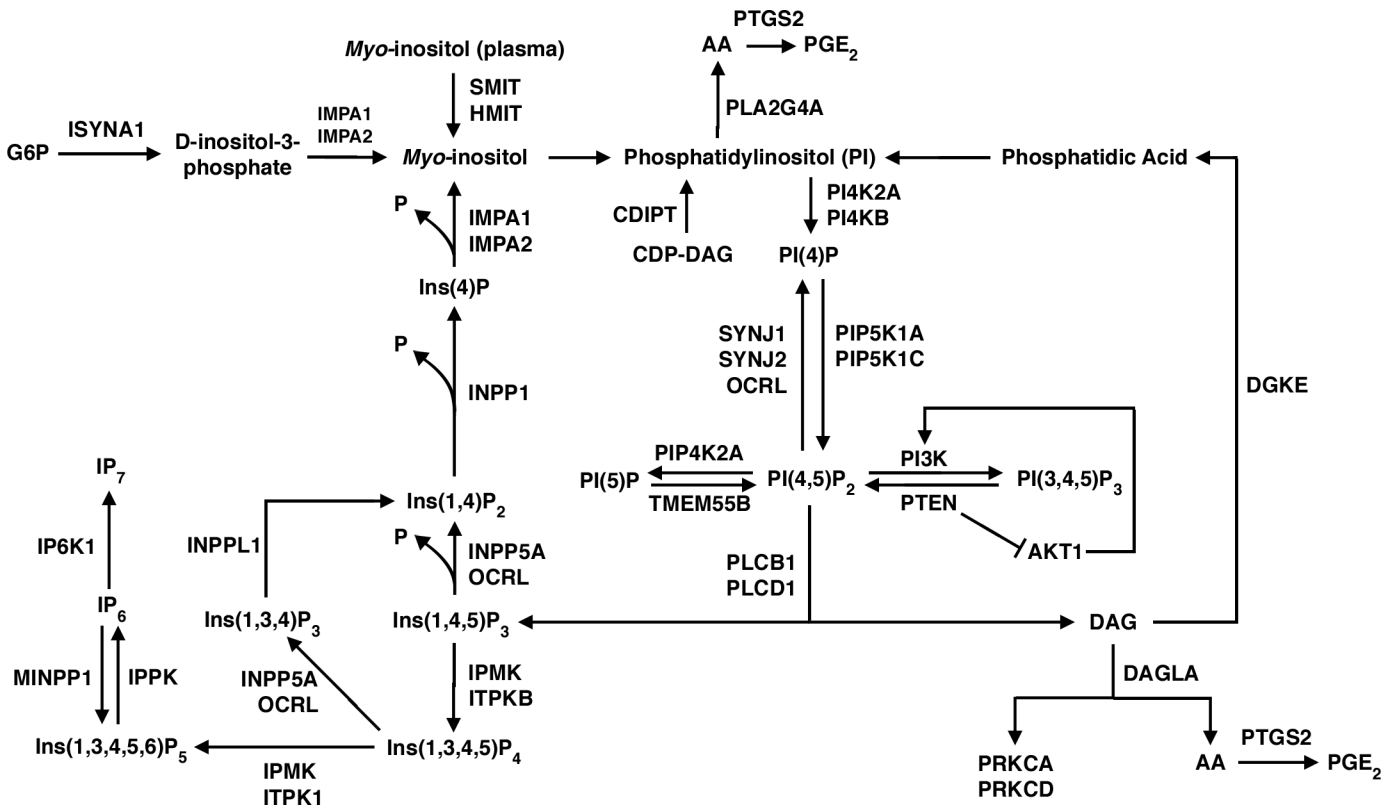 PTGS2
AA
PGE2
Myo-inositol (plasma)
SMIT
HMIT
PLA2G4A
ISYNA1
IMPA1
IMPA2
G6P
D-inositol-3-
phosphate
Myo-inositol
Phosphatidylinositol (PI)
Phosphatidic Acid
P
IMPA1
IMPA2
CDIPT
PI4K2A
PI4KB
CDP-DAG
PI(4)P
Ins(4)P
P
INPP1
SYNJ1
SYNJ2
OCRL
PIP5K1A
PIP5K1C
DGKE
IP7
PIP4K2A
PI3K
PI(5)P
PI(4,5)P2
PI(3,4,5)P3
TMEM55B
PTEN
Ins(1,4)P2
IP6K1
INPPL1
P
INPP5A
OCRL
AKT1
PLCB1
PLCD1
IP6
Ins(1,3,4)P3
Ins(1,4,5)P3
DAG
MINPP1
IPPK
INPP5A
OCRL
IPMK
ITPKB
DAGLA
Ins(1,3,4,5,6)P5
Ins(1,3,4,5)P4
IPMK
ITPK1
PRKCA
PRKCD
AA
PTGS2
PGE2